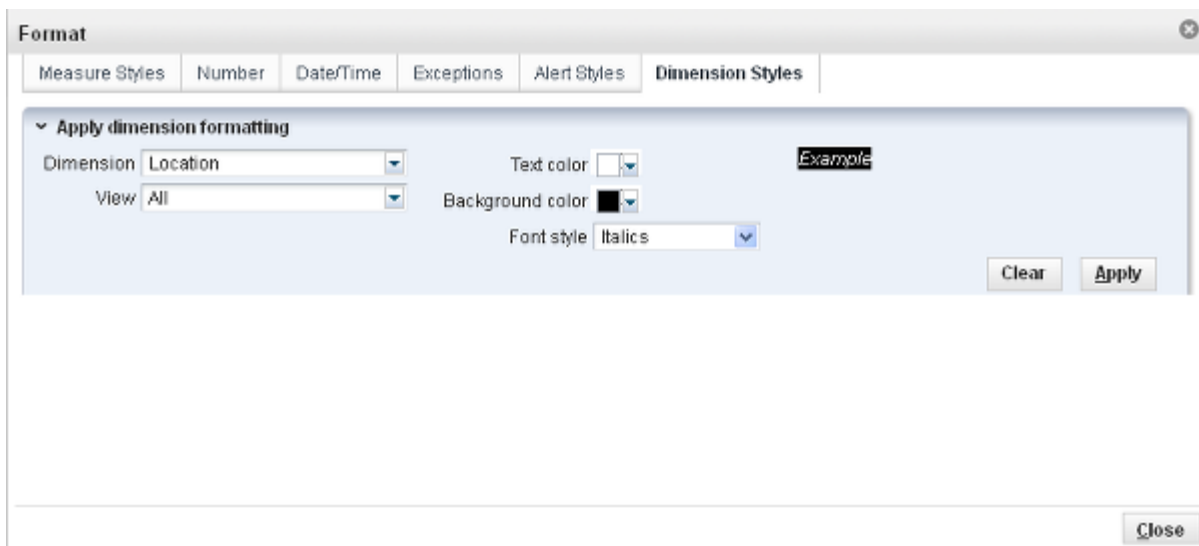 Format
Measure Styles Number Date/Time Exceptions Alert Styles Dimension Styles
Apply dimension formatting
Dimension Location Text color Example
View All Background color
Font style Italics
Clear Apply
Close